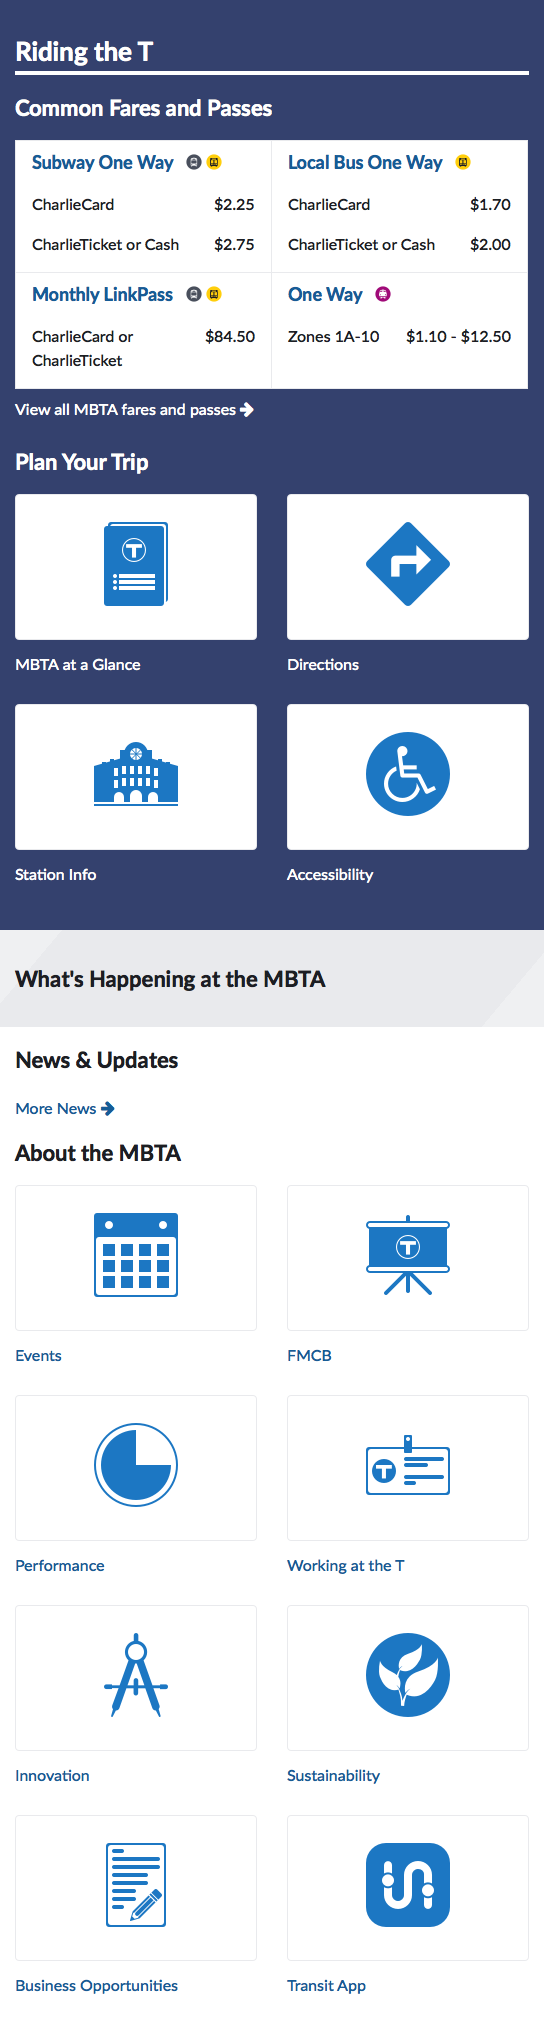 Riding the T
Common Fares and Passes
Subway One Way
CharlieCard $2.25
CharlieTicket or Cash $2.75
Local Bus One Way
CharlieCard $1.70
CharlieTicket or Cash $2.00
Monthly LinkPass
CharlieCard or $84.50
CharlieTicket
One Way
Zones 1A-10 $1.10 - $12.50
View all MBTA fares and passes
Plan Your Trip
T
MBTA at a Glance
Directions
Station Info
Accessibility
What's Happening at the MBTA
News & Updates
More News
About the MBTA
Events
T
FMCB
Performance
T
Working at the T
Innovation
Sustainability
Business Opportunities
Transit App